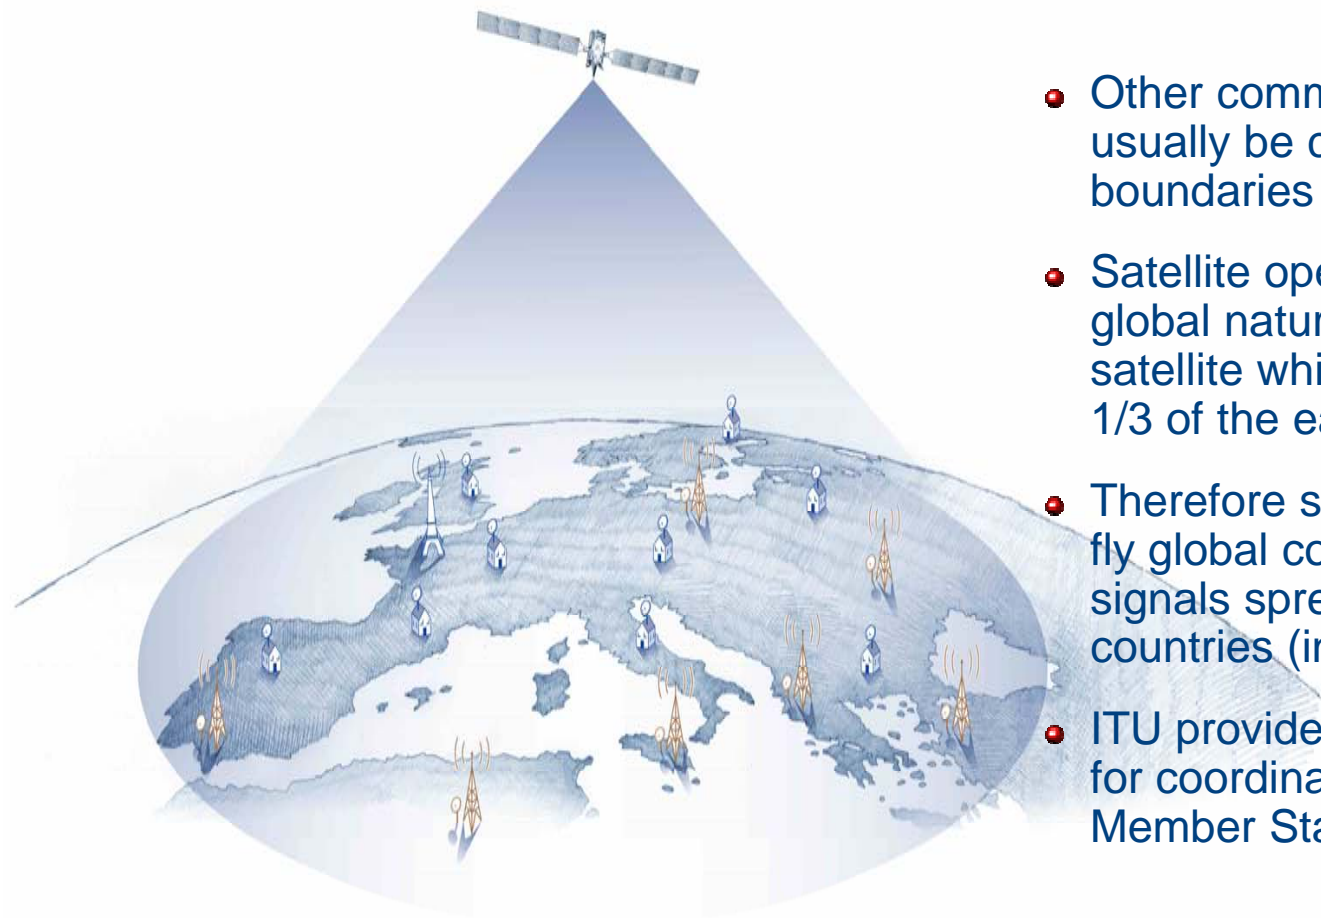 Other comm
usually be
boundaries
Satellite ope
global natur
satellite whi
1/3 of the ea
Therefore s
fly global co
signals spre
countries (in
ITU provide
for coordina
Member Sta